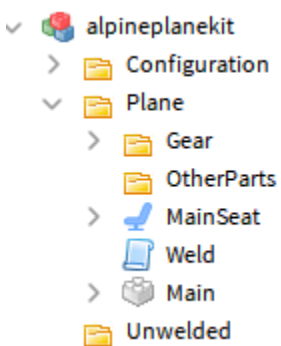 alpineplanekit
Configuration
Plane
Gear
OtherParts
MainSeat
Weld
Main
Unwelded